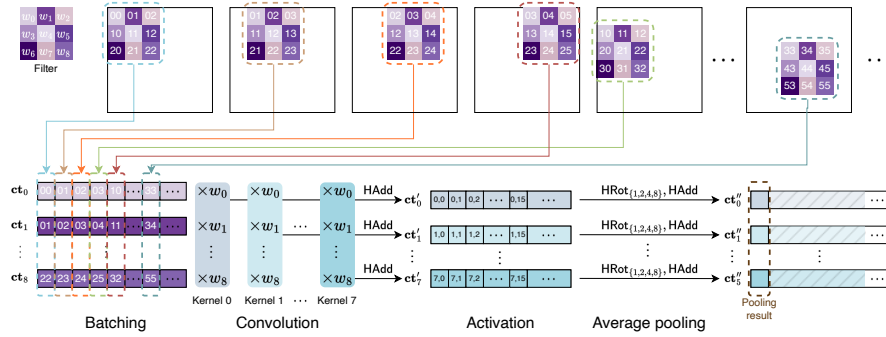 w₀ w₁ w₂
w₃ w₄ w₅
w₆ w₇ w₈
Filter
00 01 02
10 11 12
20 21 22
01 02 03
11 12 13
21 22 23
02 03 04
12 13 14
22 23 24
03 04 05
13 14 15
23 24 25
10 11 12
20 21 22
30 31 32
...
33 34 35
43 44 45
53 54 55
...
ct₀ 00 01 02 03 10 ... 33 ... ×w₀ ×w₀ ×w₀ HAdd ct′₀ 0,0 0,1 0,2 ... 0,15 ... HRot{1,2,4,8}, HAdd ct″₀
ct₁ 01 02 03 04 11 ... 34 ... ×w₁ ×w₁ ... ×w₁ HAdd ct′₁ 1,0 1,1 1,2 ... 1,15 ... HRot{1,2,4,8}, HAdd ct″₁
ct₈ 22 23 24 25 32 ... 55 ... ×w₈ ×w₈ ×w₈ HAdd ct′₇ 7,0 7,1 7,2 ... 7,15 ... HRot{1,2,4,8}, HAdd ct″₅
Kernel 0 Kernel 1 ... Kernel 7
Pooling
result
Batching Convolution Activation Average pooling